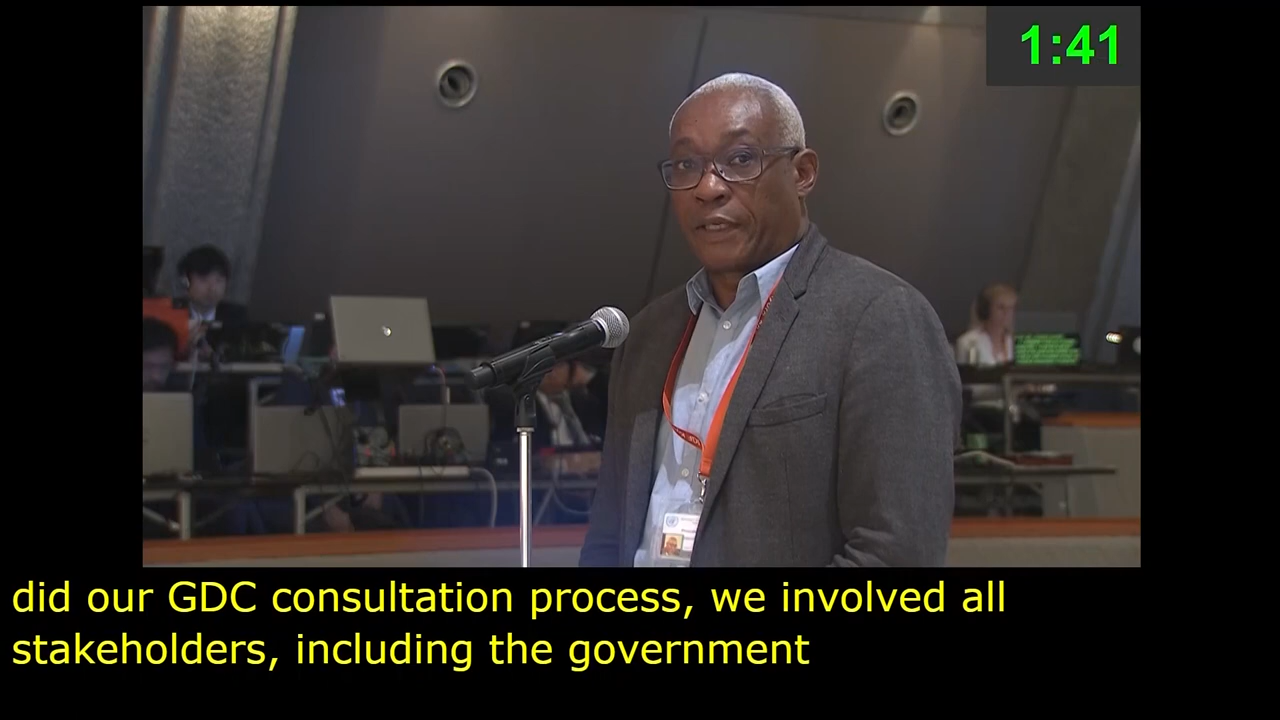 1:41
did our GDC consultation process, we involved all
stakeholders, including the government